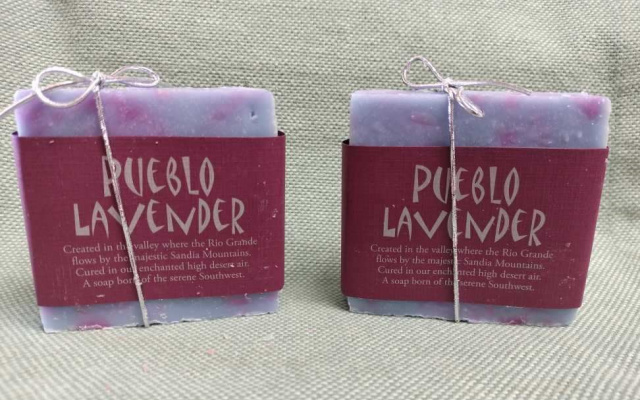 PUEBLO
LAVENDER
Created in the valley where the Rio Grande
flows by the majestic Sandia Mountains.
Cured in our enchanted high desert air.
A soap born of the serene Southwest.
PUEBLO
LAVENDER
Created in the valley where the Rio Grande
flows by the majestic Sandia Mountains.
Cured in our enchanted high desert air.
A soap born of the serene Southwest.